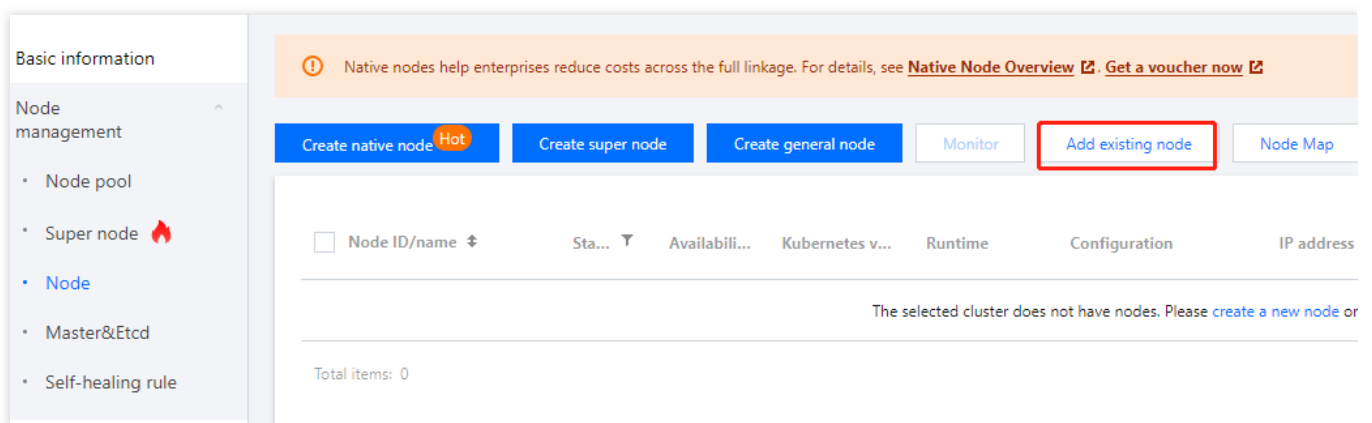 Basic information
Node
management
Node pool
Super node
Node
Master&Etcd
Self-healing rule
Native nodes help enterprises reduce costs across the full linkage. For details, see Native Node Overview . Get a voucher now
Create native node Hot
Create super node
Create general node
Monitor
Add existing node
Node Map
Node ID/name
Sta...
Availabili...
Kubernetes v...
Runtime
Configuration
IP address
The selected cluster does not have nodes. Please create a new node or
Total items: 0